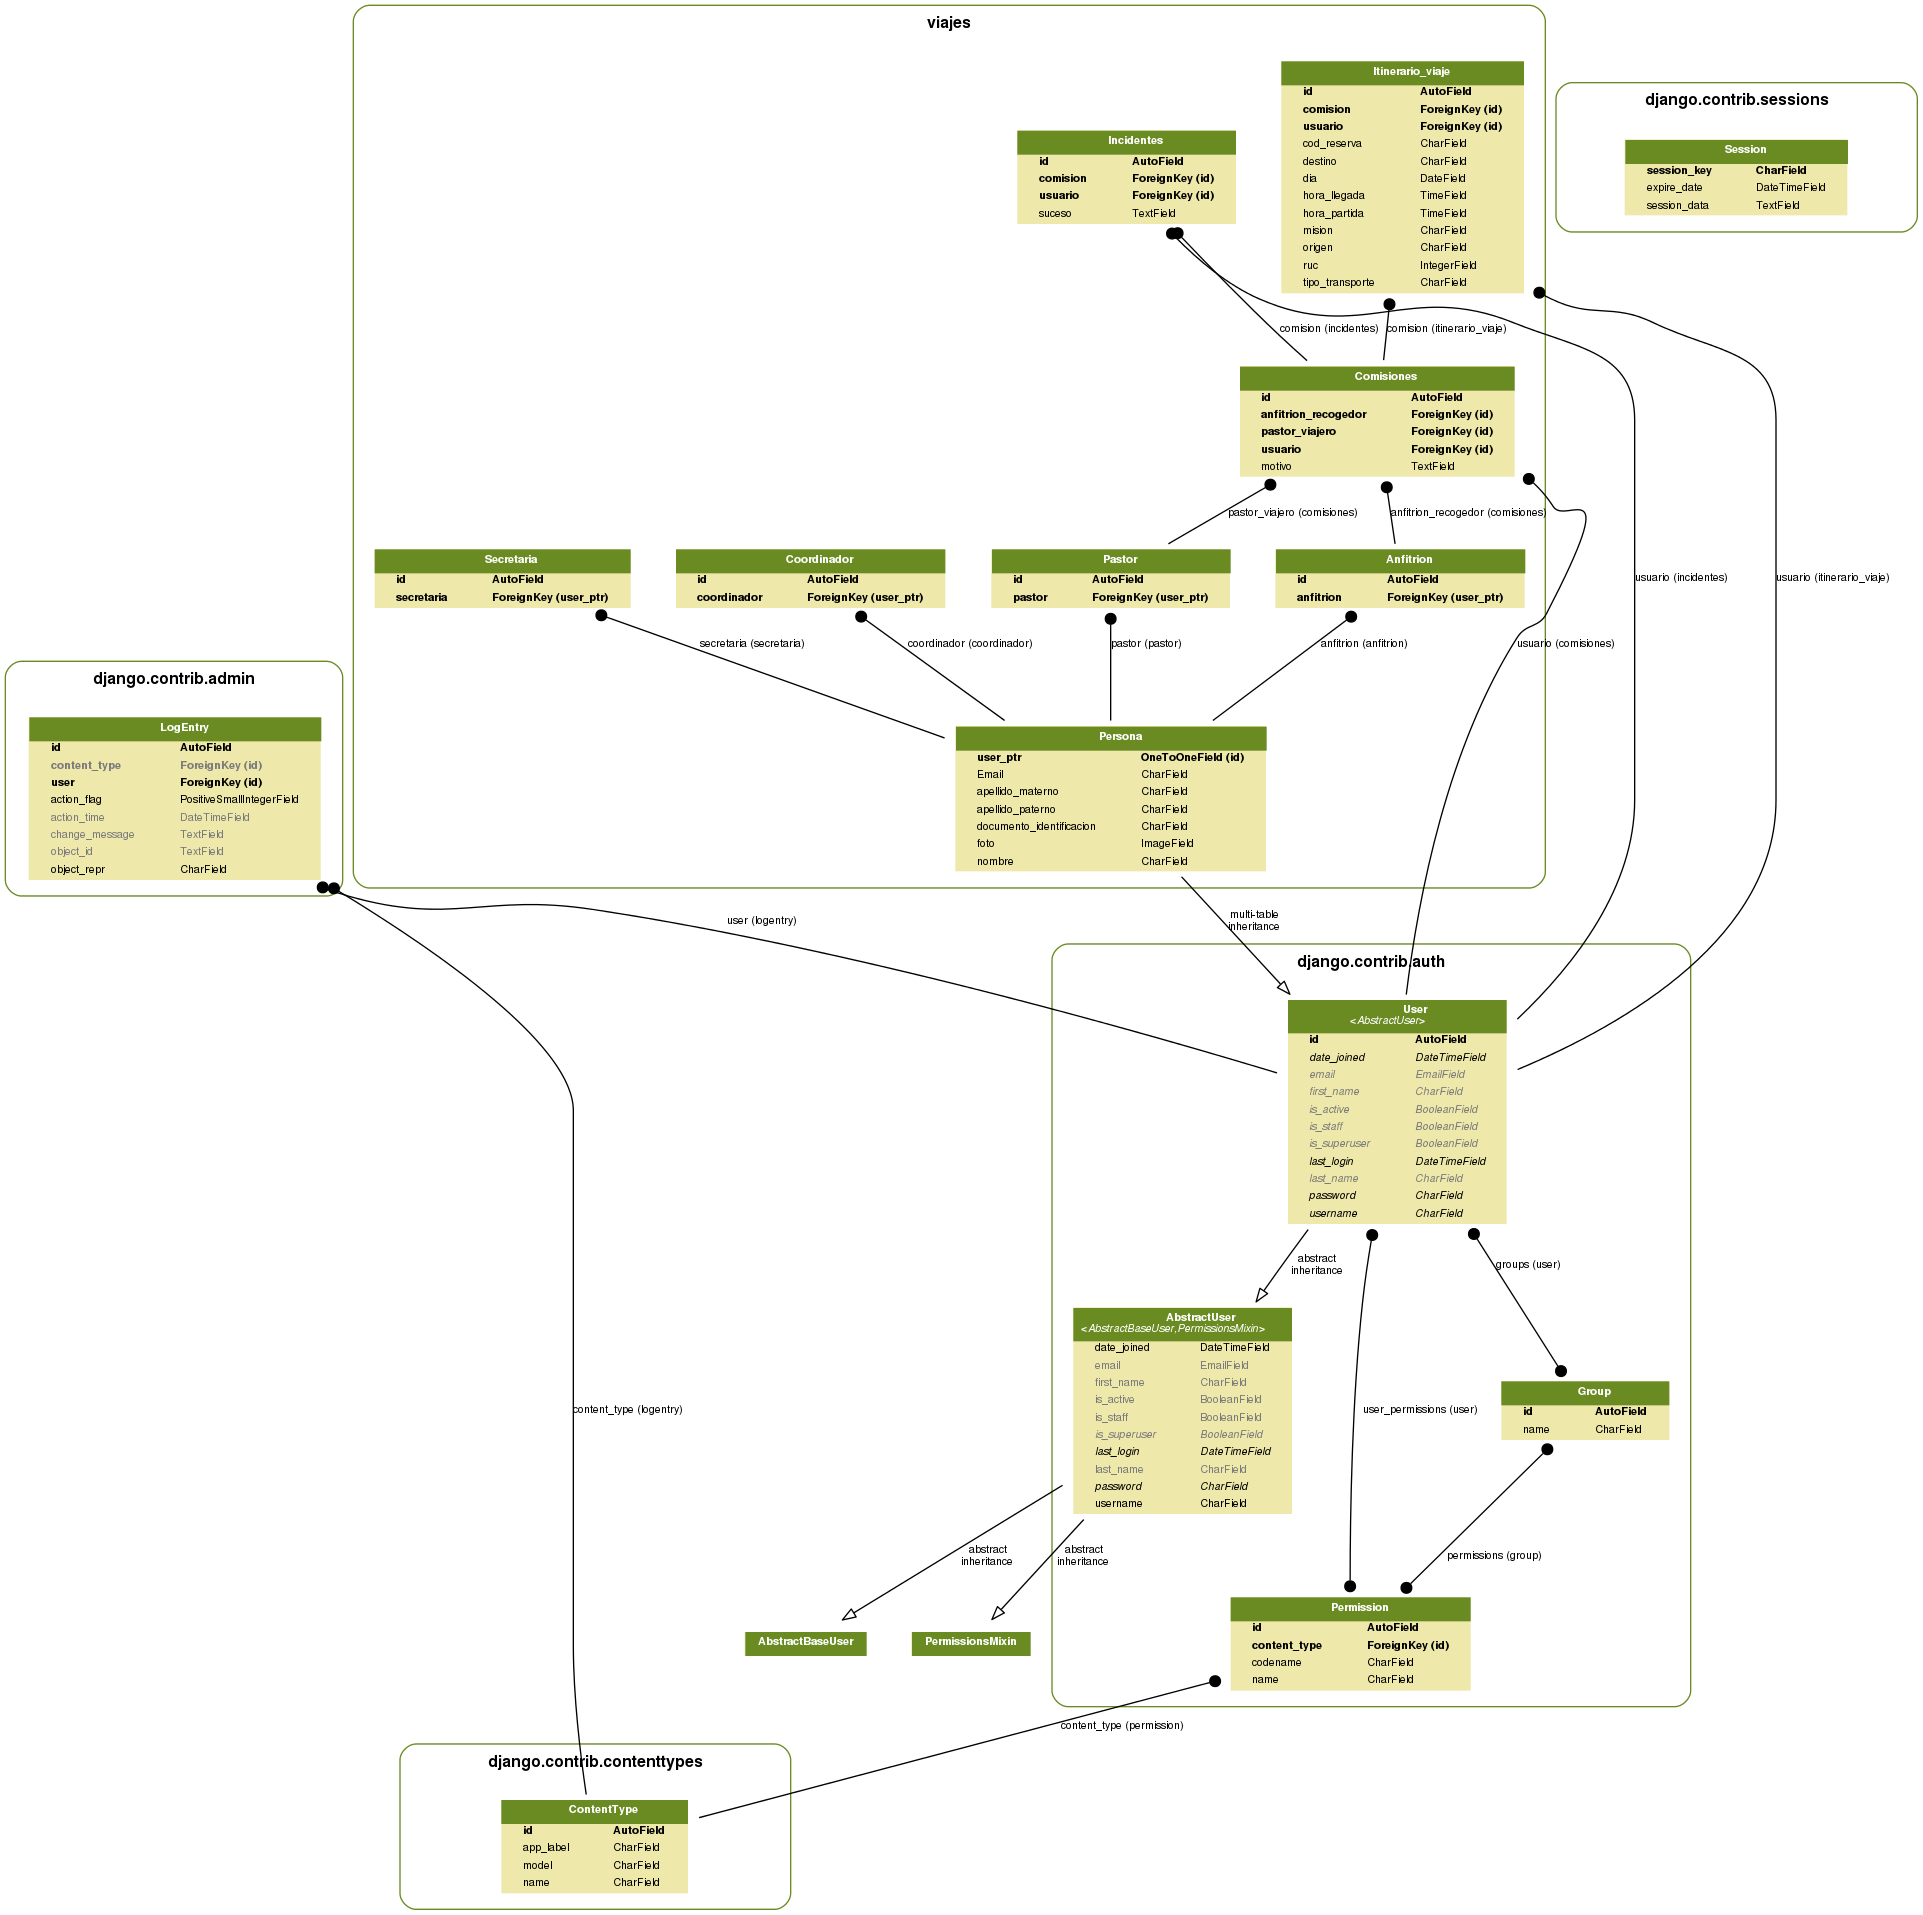 viajes
Itinerario_viaje
id AutoField
comision ForeignKey (id)
usuario ForeignKey (id)
cod_reserva CharField
destino CharField
dia DateField
hora_llegada TimeField
hora_partida TimeField
mision CharField
origen CharField
ruc IntegerField
tipo_transporte CharField
django.contrib.sessions
Session
session_key CharField
expire_date DateTimeField
session_data TextField
Incidentes
id AutoField
comision ForeignKey (id)
usuario ForeignKey (id)
suceso TextField
comision (incidentes)
comision (itinerario_viaje)
Comisiones
id AutoField
anfitrion_recogedor ForeignKey (id)
pastor_viajero ForeignKey (id)
usuario ForeignKey (id)
motivo TextField
pastor_viajero (comisiones)
anfitrion_recogedor (comisiones)
Secretaria
id AutoField
secretaria ForeignKey (user_ptr)
Coordinador
id AutoField
coordinador ForeignKey (user_ptr)
Pastor
id AutoField
pastor ForeignKey (user_ptr)
Anfitrion
id AutoField
anfitrion ForeignKey (user_ptr)
usuario (incidentes)
usuario (itinerario_viaje)
secretaria (secretaria)
coordinador (coordinador)
pastor (pastor)
anfitrion (anfitrion)
usuario (comisiones)
django.contrib.admin
LogEntry
id AutoField
content_type ForeignKey (id)
user ForeignKey (id)
action_flag PositiveSmallIntegerField
action_time DateTimeField
change_message TextField
object_id TextField
object_repr CharField
Persona
user_ptr OneToOneField (id)
Email CharField
apellido_materno CharField
apellido_paterno CharField
documento_identificacion CharField
foto ImageField
nombre CharField
user (logentry)
multi-table
inheritance
django.contrib.auth
User
<AbstractUser>
id AutoField
date_joined DateTimeField
email EmailField
first_name CharField
is_active BooleanField
is_staff BooleanField
is_superuser BooleanField
last_login DateTimeField
last_name CharField
password CharField
username CharField
abstract
inheritance
groups (user)
AbstractUser
<AbstractBaseUser,PermissionsMixin>
date_joined DateTimeField
email EmailField
first_name CharField
is_active BooleanField
is_staff BooleanField
is_superuser BooleanField
last_login DateTimeField
last_name CharField
password CharField
username CharField
Group
id AutoField
name CharField
content_type (logentry)
user_permissions (user)
abstract
inheritance
abstract
inheritance
permissions (group)
AbstractBaseUser
PermissionsMixin
Permission
id AutoField
content_type ForeignKey (id)
codename CharField
name CharField
content_type (permission)
django.contrib.contenttypes
ContentType
id AutoField
app_label CharField
model CharField
name CharField